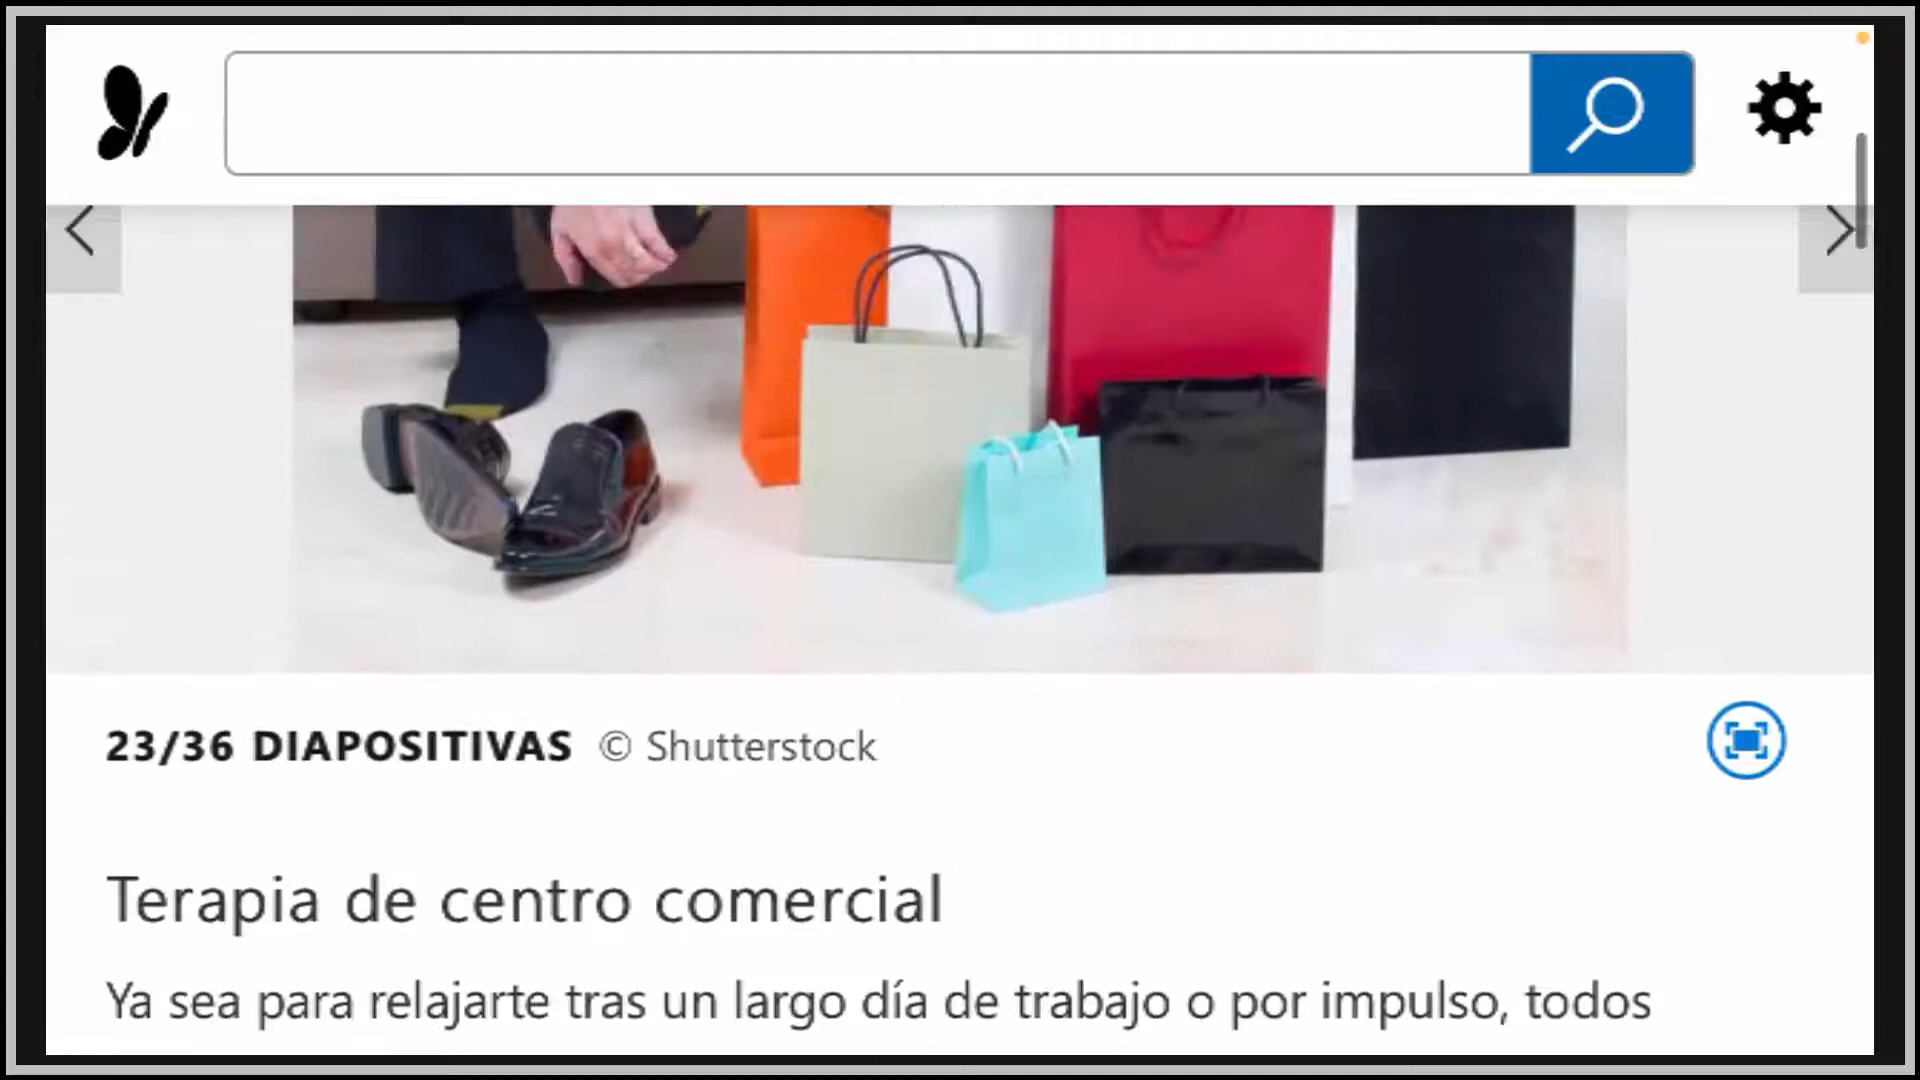 23/36 DIAPOSITIVAS © Shutterstock
Terapia de centro comercial
Ya sea para relajarte tras un largo día de trabajo o por impulso, todos